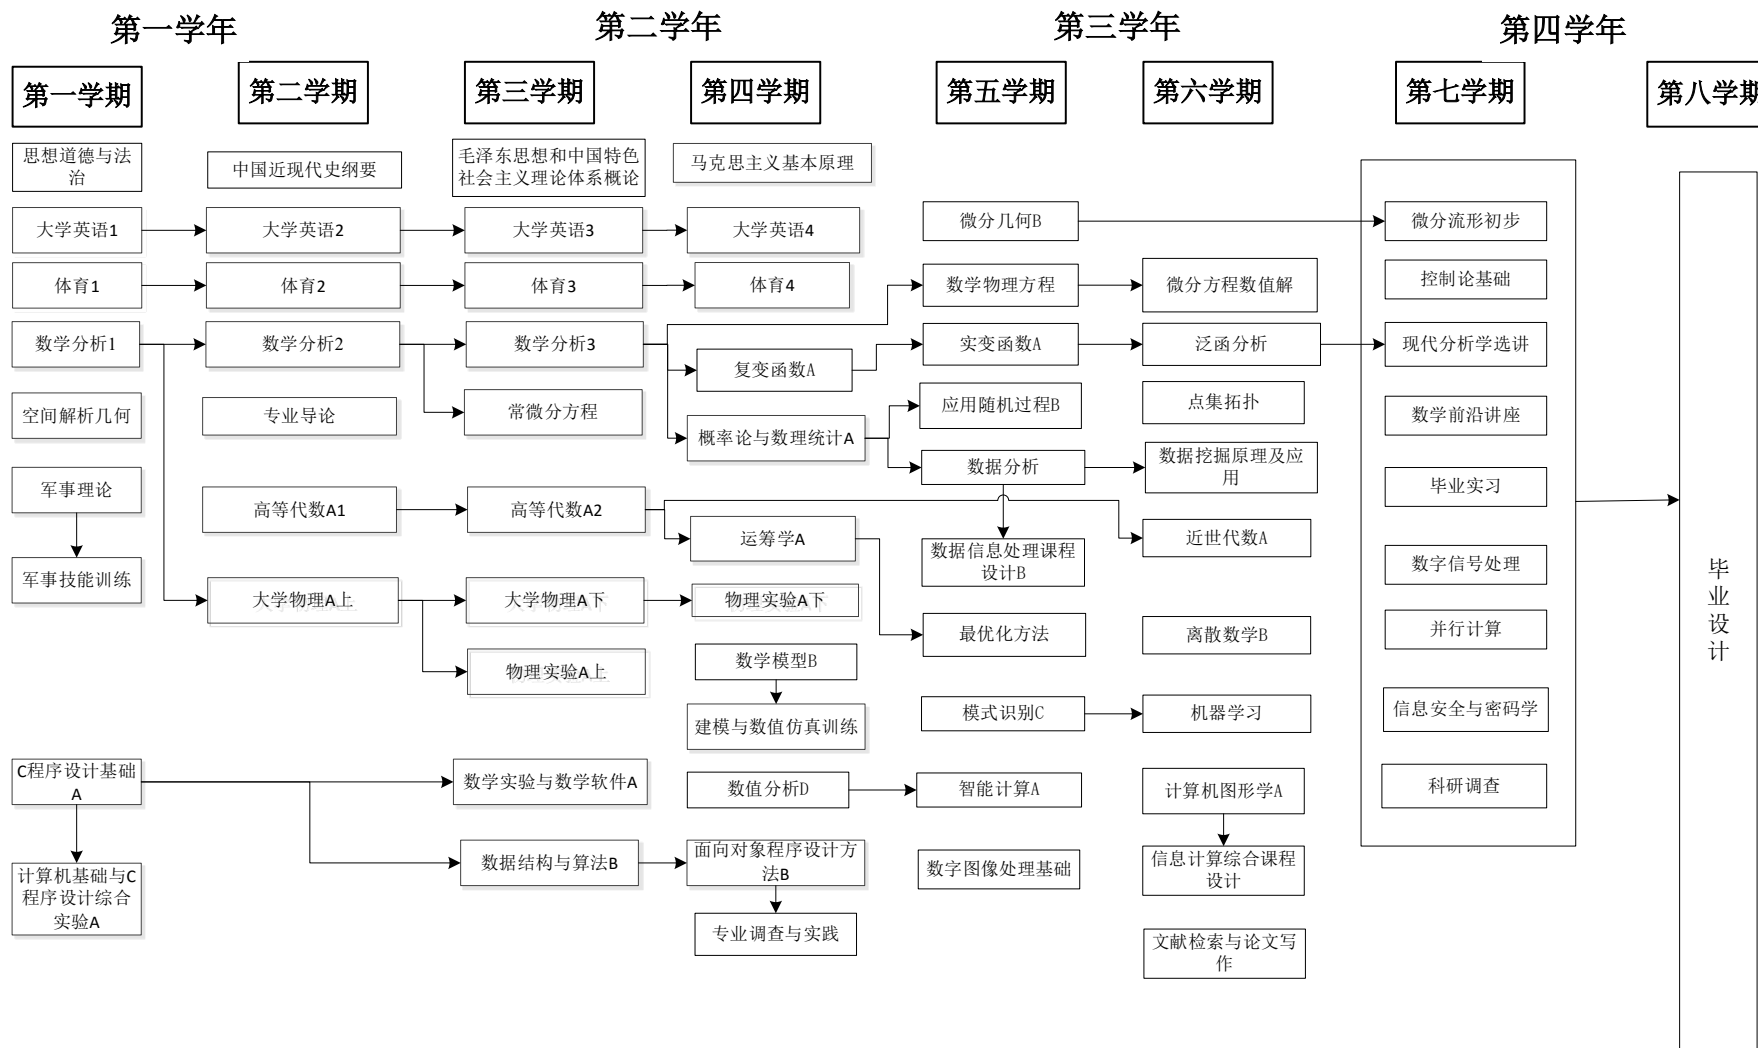 第一学年
第二学年
第三学年
第四学年
第一学期
第二学期
第三学期
第四学期
第五学期
第六学期
第七学期
第八学期
思想道德与法
治
中国近现代史纲要
毛泽东思想和中国特色
社会主义理论体系概论
马克思主义基本原理
大学英语1
大学英语2
大学英语3
大学英语4
微分几何B
微分流形初步
体育1
体育2
体育3
体育4
数学物理方程
微分方程数值解
控制论基础
数学分析1
数学分析2
数学分析3
复变函数A
实变函数A
泛函分析
现代分析学选讲
空间解析几何
专业导论
常微分方程
概率论与数理统计A
应用随机过程B
点集拓扑
数学前沿讲座
数据分析
数据挖掘原理及应
用
军事理论
高等代数A1
高等代数A2
运筹学A
数据信息处理课程
设计B
近世代数A
毕业实习
军事技能训练
大学物理A上
大学物理A下
物理实验A下
最优化方法
离散数学B
数字信号处理
并行计算
物理实验A上
数学模型B
建模与数值仿真训练
模式识别C
机器学习
信息安全与密码学
C程序设计基础
A
数学实验与数学软件A
数值分析D
智能计算A
计算机图形学A
科研调查
计算机基础与C
程序设计综合
实验A
数据结构与算法B
面向对象程序设计方
法B
数字图像处理基础
信息计算综合课程
设计
专业调查与实践
文献检索与论文写
作
毕
业
设
计